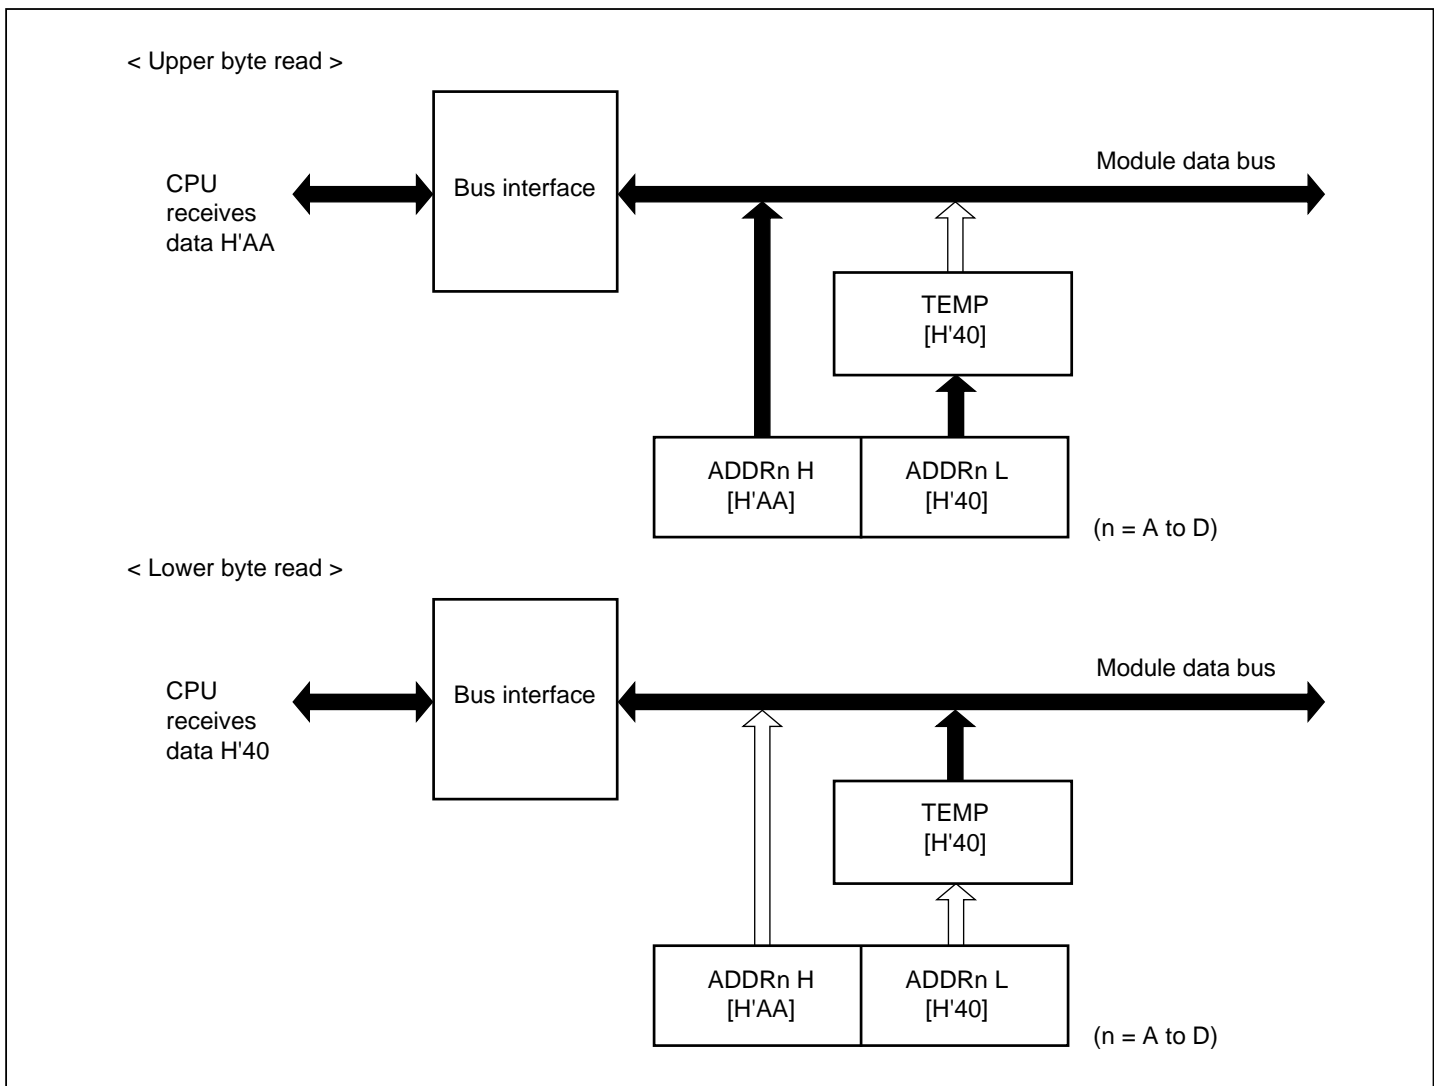 < Upper byte read >
CPU
receives
data H'AA
Bus interface
Module data bus
TEMP
[H'40]
ADDRn H
[H'AA]
ADDRn L
[H'40]
(n = A to D)
< Lower byte read >
CPU
receives
data H'40
Bus interface
Module data bus
TEMP
[H'40]
ADDRn H
[H'AA]
ADDRn L
[H'40]
(n = A to D)